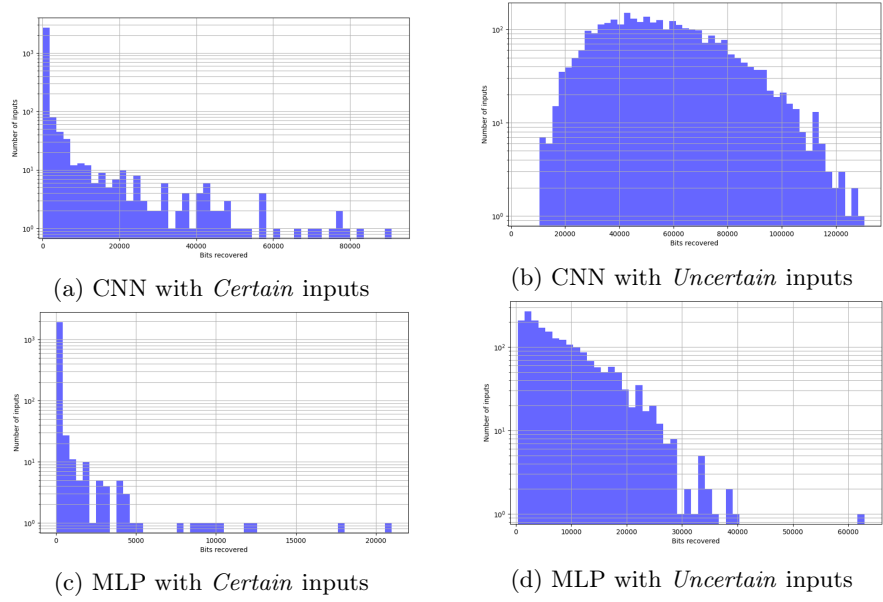 Number of inputs
10³
10²
10¹
10⁰
0 20000 40000 60000 80000
Bits recovered
(a) CNN with Certain inputs
Number of inputs
10²
10¹
10⁰
0 20000 40000 60000 80000 100000 120000
Bits recovered
(b) CNN with Uncertain inputs
Number of inputs
10³
10²
10¹
10⁰
0 5000 10000 15000 20000
Bits recovered
(c) MLP with Certain inputs
Number of inputs
10²
10¹
10⁰
0 10000 20000 30000 40000 50000 60000
Bits recovered
(d) MLP with Uncertain inputs